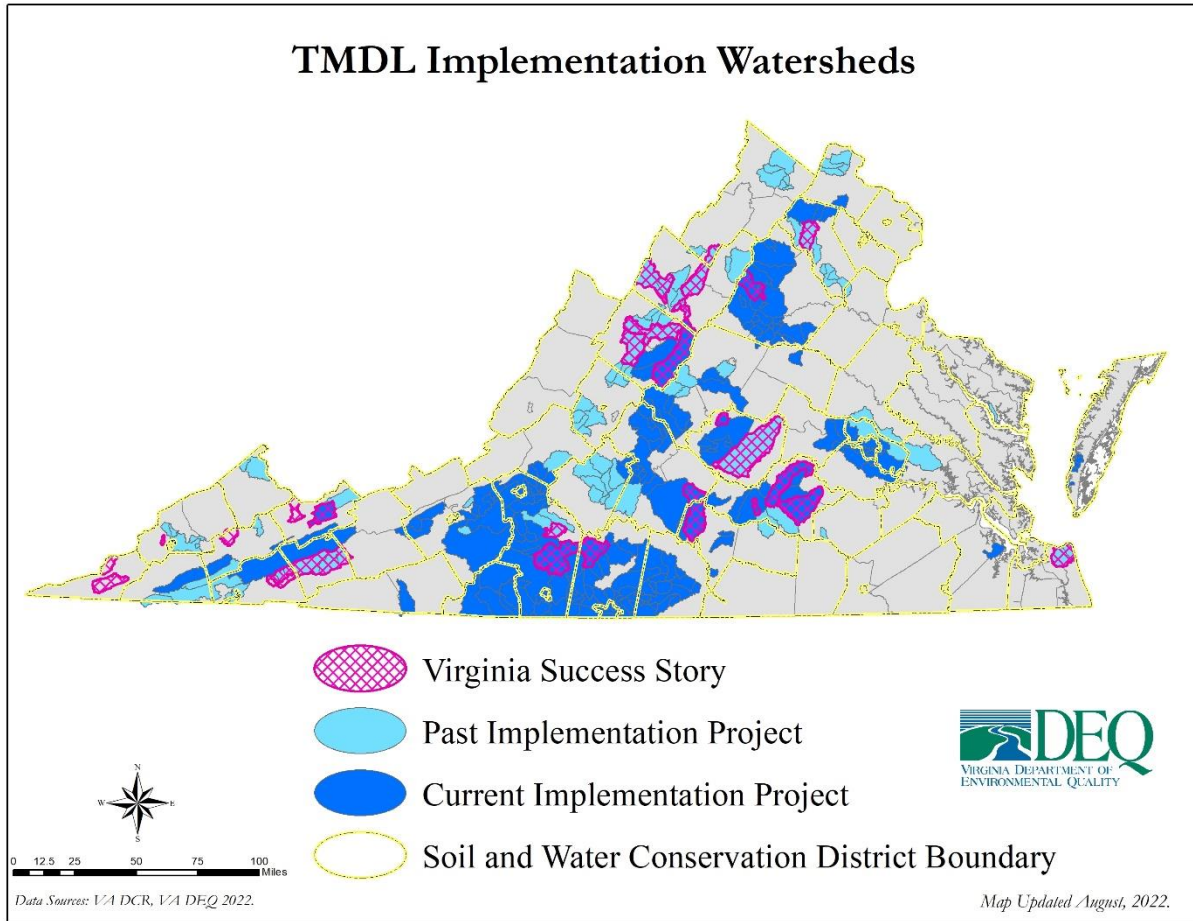 TMDL Implementation Watersheds
Virginia Success Story
Past Implementation Project
Current Implementation Project
Soil and Water Conservation District Boundary
DEQ
VIRGINIA DEPARTMENT OF
ENVIRONMENTAL QUALITY
N
W E
S
0 12.5 25 50 75 100
Miles
Data Sources: VA DCR, VA DEQ 2022.
Map Updated August, 2022.